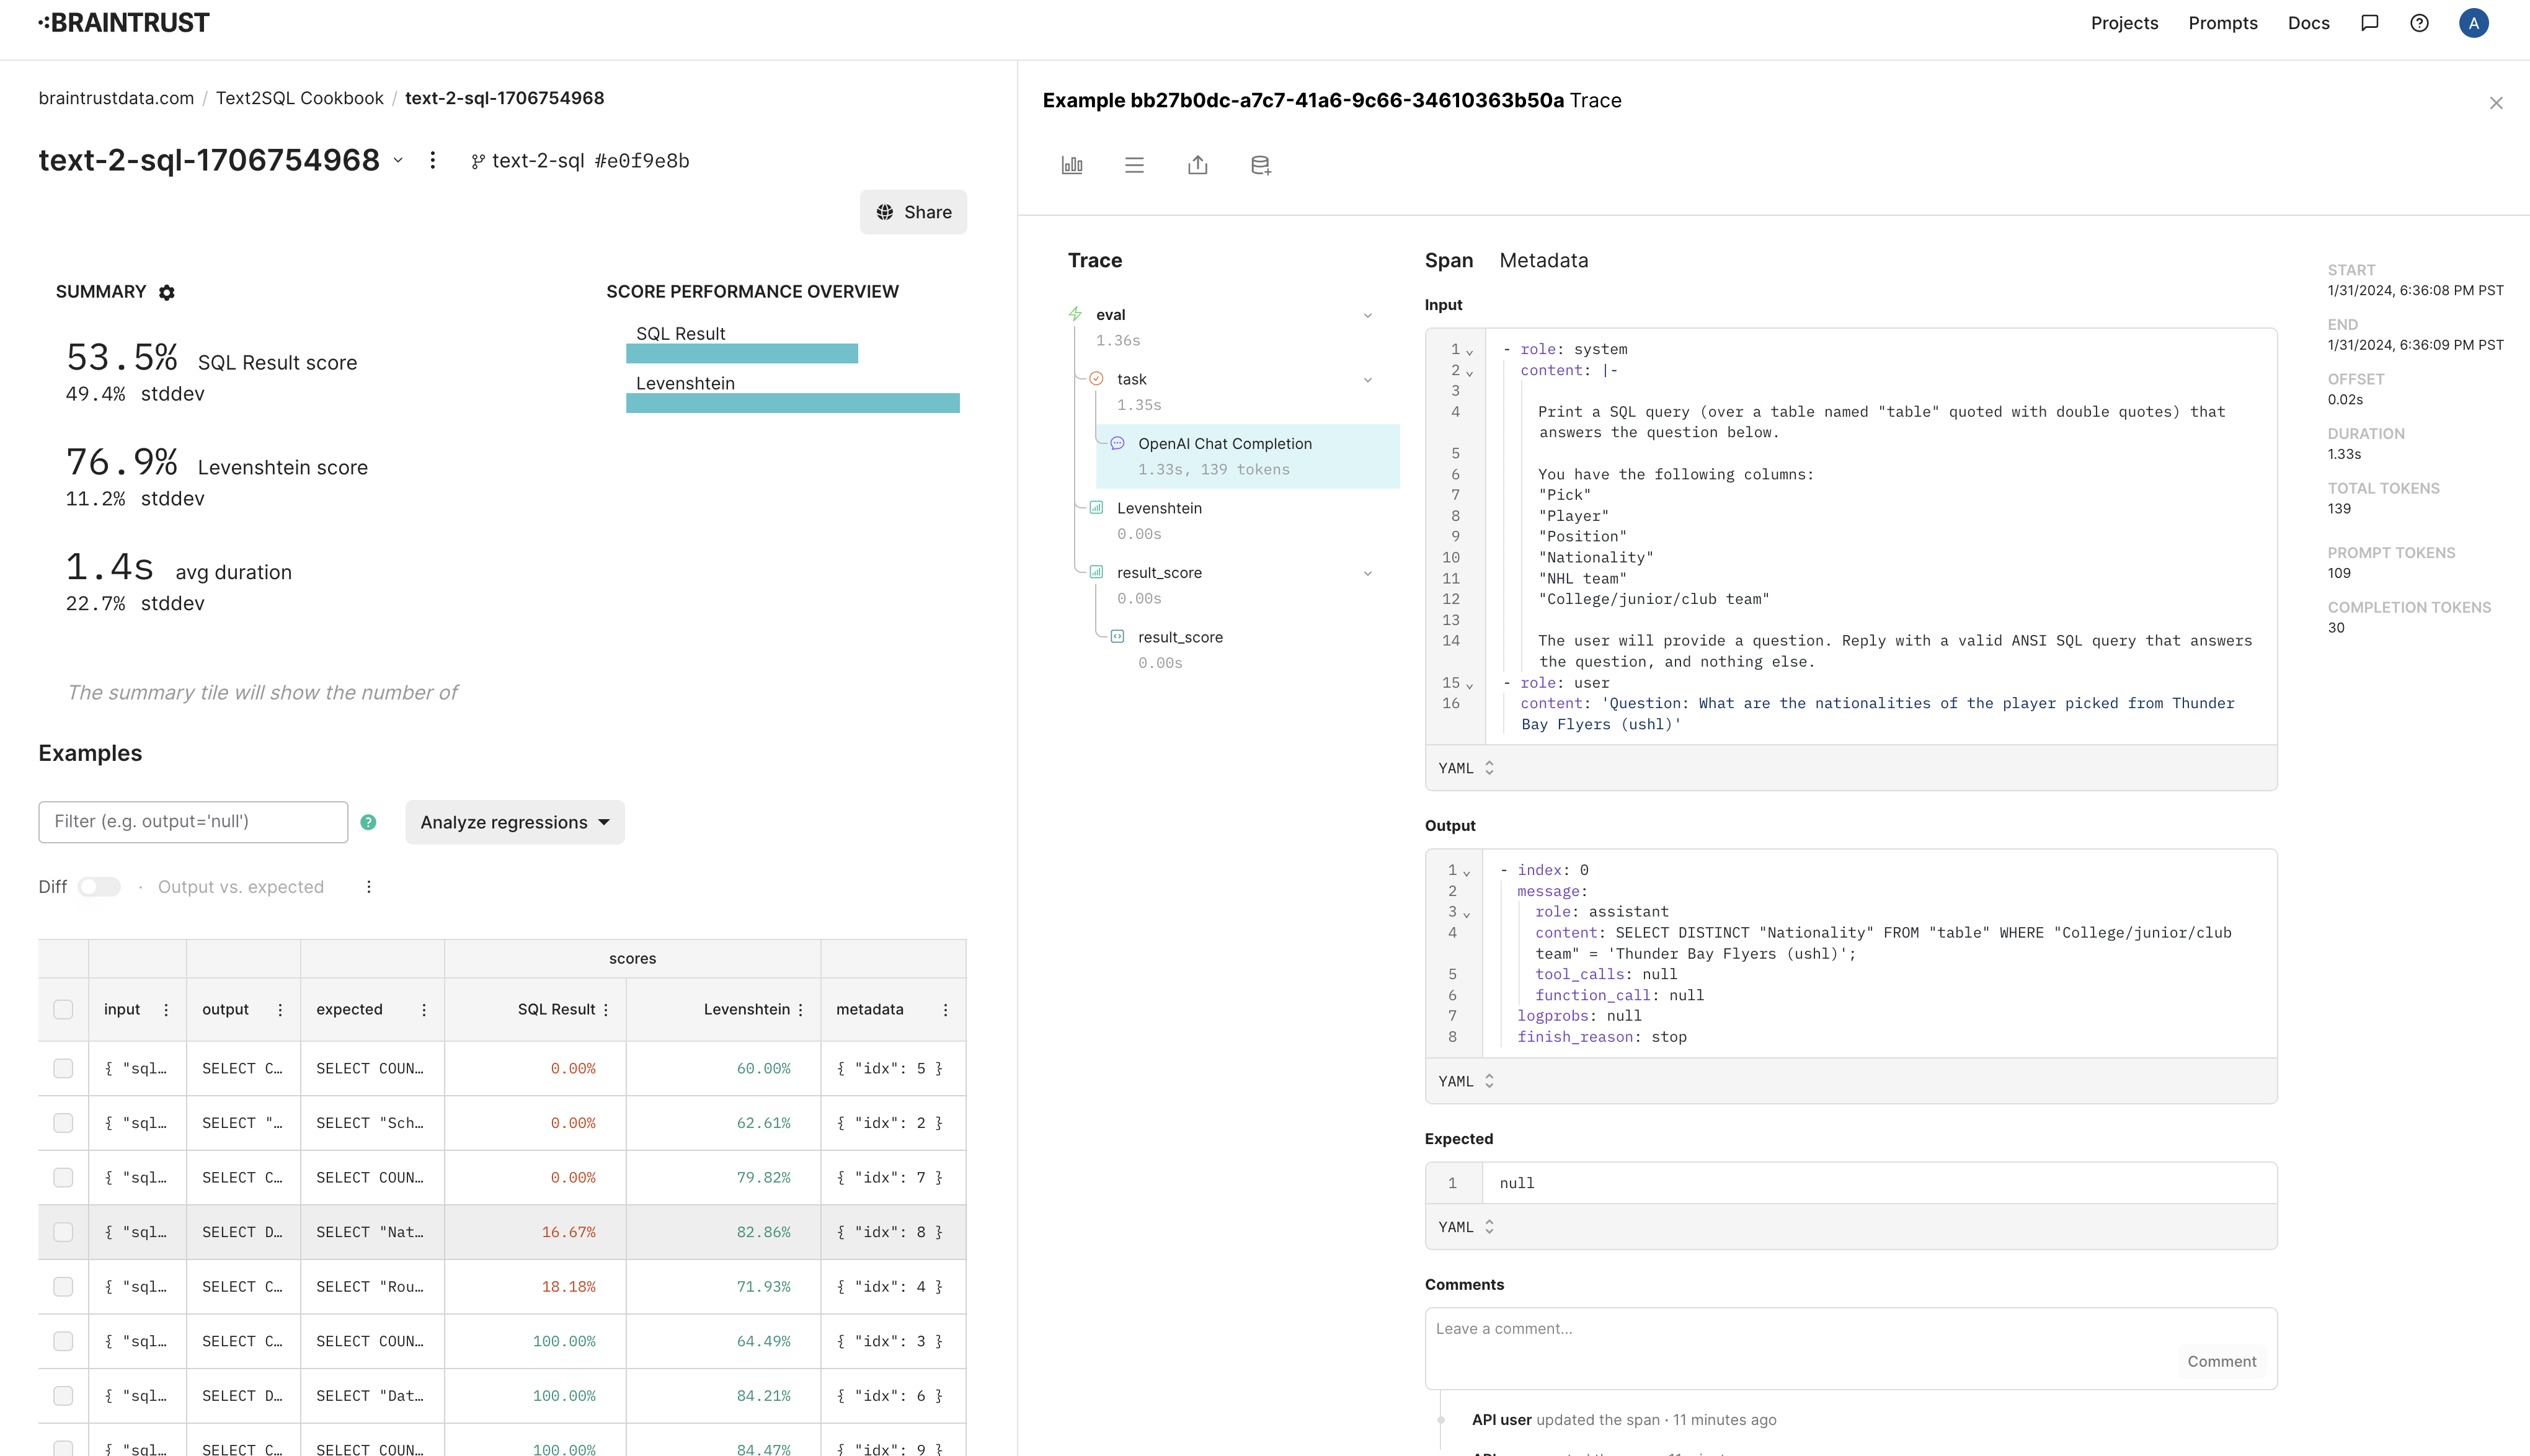 BRAINTRUST
Projects Prompts Docs A
braintrustdata.com / Text2SQL Cookbook / text-2-sql-1706754968
text-2-sql-1706754968 text-2-sql #e0f9e8b
Share
SUMMARY
53.5% SQL Result score
49.4% stddev
76.9% Levenshtein score
11.2% stddev
1.4s avg duration
22.7% stddev
The summary tile will show the number of
SCORE PERFORMANCE OVERVIEW
SQL Result
Levenshtein
Examples
Filter (e.g. output='null') ? Analyze regressions
Diff · Output vs. expected
scores
input output expected SQL Result Levenshtein metadata
{ "sql… SELECT C… SELECT COUN… 0.00% 60.00% { "idx": 5 }
{ "sql… SELECT "… SELECT "Sch… 0.00% 62.61% { "idx": 2 }
{ "sql… SELECT C… SELECT COUN… 0.00% 79.82% { "idx": 7 }
{ "sql… SELECT D… SELECT "Nat… 16.67% 82.86% { "idx": 8 }
{ "sql… SELECT C… SELECT "Rou… 18.18% 71.93% { "idx": 4 }
{ "sql… SELECT C… SELECT COUN… 100.00% 64.49% { "idx": 3 }
{ "sql… SELECT D… SELECT "Dat… 100.00% 84.21% { "idx": 6 }
{ "sql… SELECT C… SELECT COUN… 100.00% 84.47% { "idx": 9 }
Example bb27b0dc-a7c7-41a6-9c66-34610363b50a Trace
Trace
eval
1.36s
task
1.35s
OpenAI Chat Completion
1.33s, 139 tokens
Levenshtein
0.00s
result_score
0.00s
result_score
0.00s
Span Metadata
Input
1 - role: system
2 content: |-
3
4 Print a SQL query (over a table named "table" quoted with double quotes) that
answers the question below.
5
6 You have the following columns:
7 "Pick"
8 "Player"
9 "Position"
10 "Nationality"
11 "NHL team"
12 "College/junior/club team"
13
14 The user will provide a question. Reply with a valid ANSI SQL query that answers
the question, and nothing else.
15 - role: user
16 content: 'Question: What are the nationalities of the player picked from Thunder
Bay Flyers (ushl)'
YAML
Output
1 - index: 0
2 message:
3 role: assistant
4 content: SELECT DISTINCT "Nationality" FROM "table" WHERE "College/junior/club
team" = 'Thunder Bay Flyers (ushl)';
5 tool_calls: null
6 function_call: null
7 logprobs: null
8 finish_reason: stop
YAML
Expected
1 null
YAML
Comments
Leave a comment...
Comment
API user updated the span · 11 minutes ago
START
1/31/2024, 6:36:08 PM PST
END
1/31/2024, 6:36:09 PM PST
OFFSET
0.02s
DURATION
1.33s
TOTAL TOKENS
139
PROMPT TOKENS
109
COMPLETION TOKENS
30